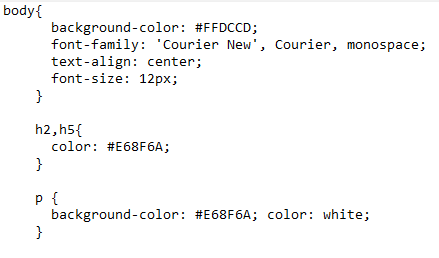 body{
background-color: #FFDCCD;
font-family: 'Courier New', Courier, monospace;
text-align: center;
font-size: 12px;
}
h2,h5{
color: #E68F6A;
}
p {
background-color: #E68F6A; color: white;
}